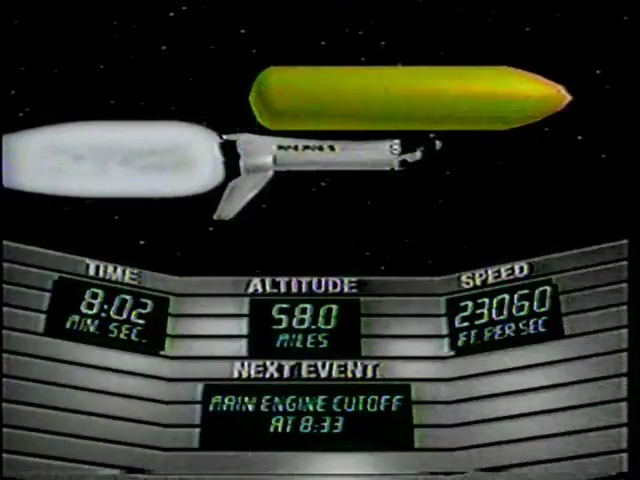 TIME
8:02
MIN. SEC.
ALTITUDE
58.0
MILES
SPEED
23060
FT. PER SEC
NEXT EVENT
MAIN ENGINE CUTOFF
AT 8:33